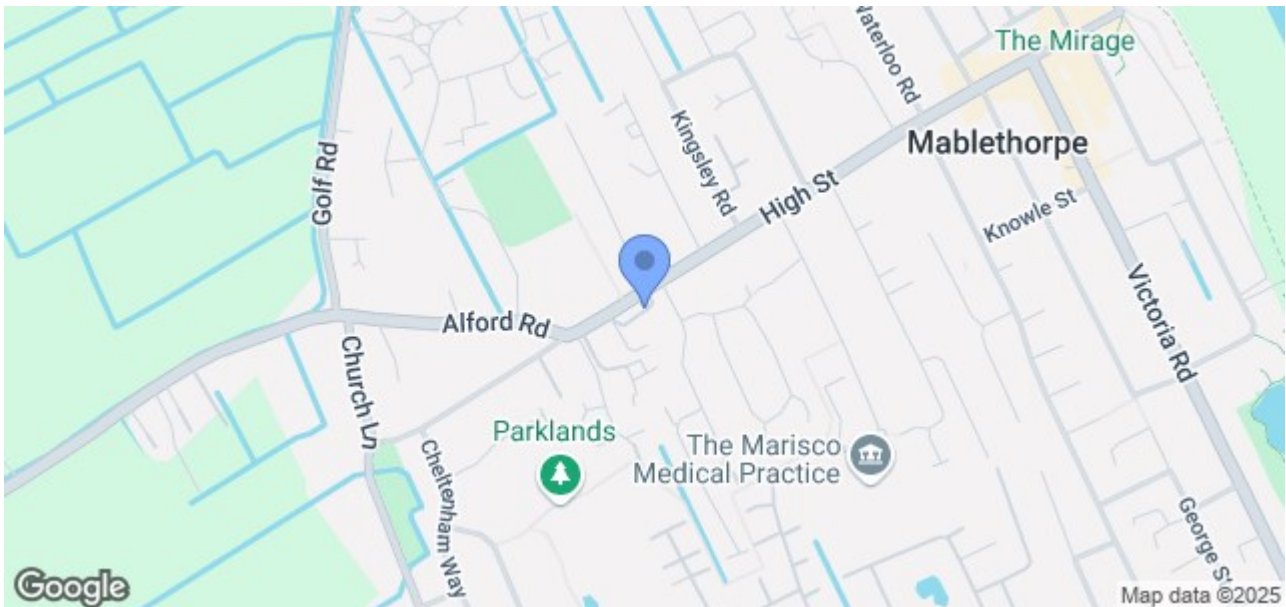 Waterloo Rd
The Mirage
Mablethorpe
Kingsley Rd
High St
Golf Rd
Knowle St
Victoria Rd
Alford Rd
Church Ln
Parklands
The Marisco
Medical Practice
Cheltenham Way
George St
Google
Map data ©2025